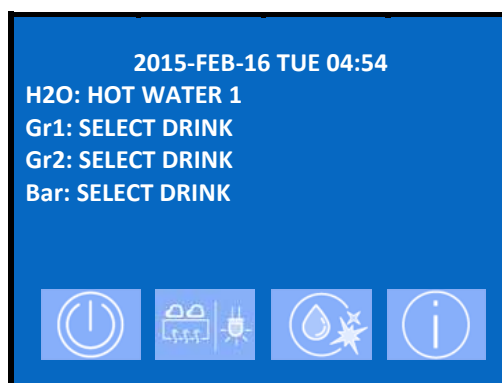 2015-FEB-16 TUE 04:54
H2O: HOT WATER 1
Gr1: SELECT DRINK
Gr2: SELECT DRINK
Bar: SELECT DRINK